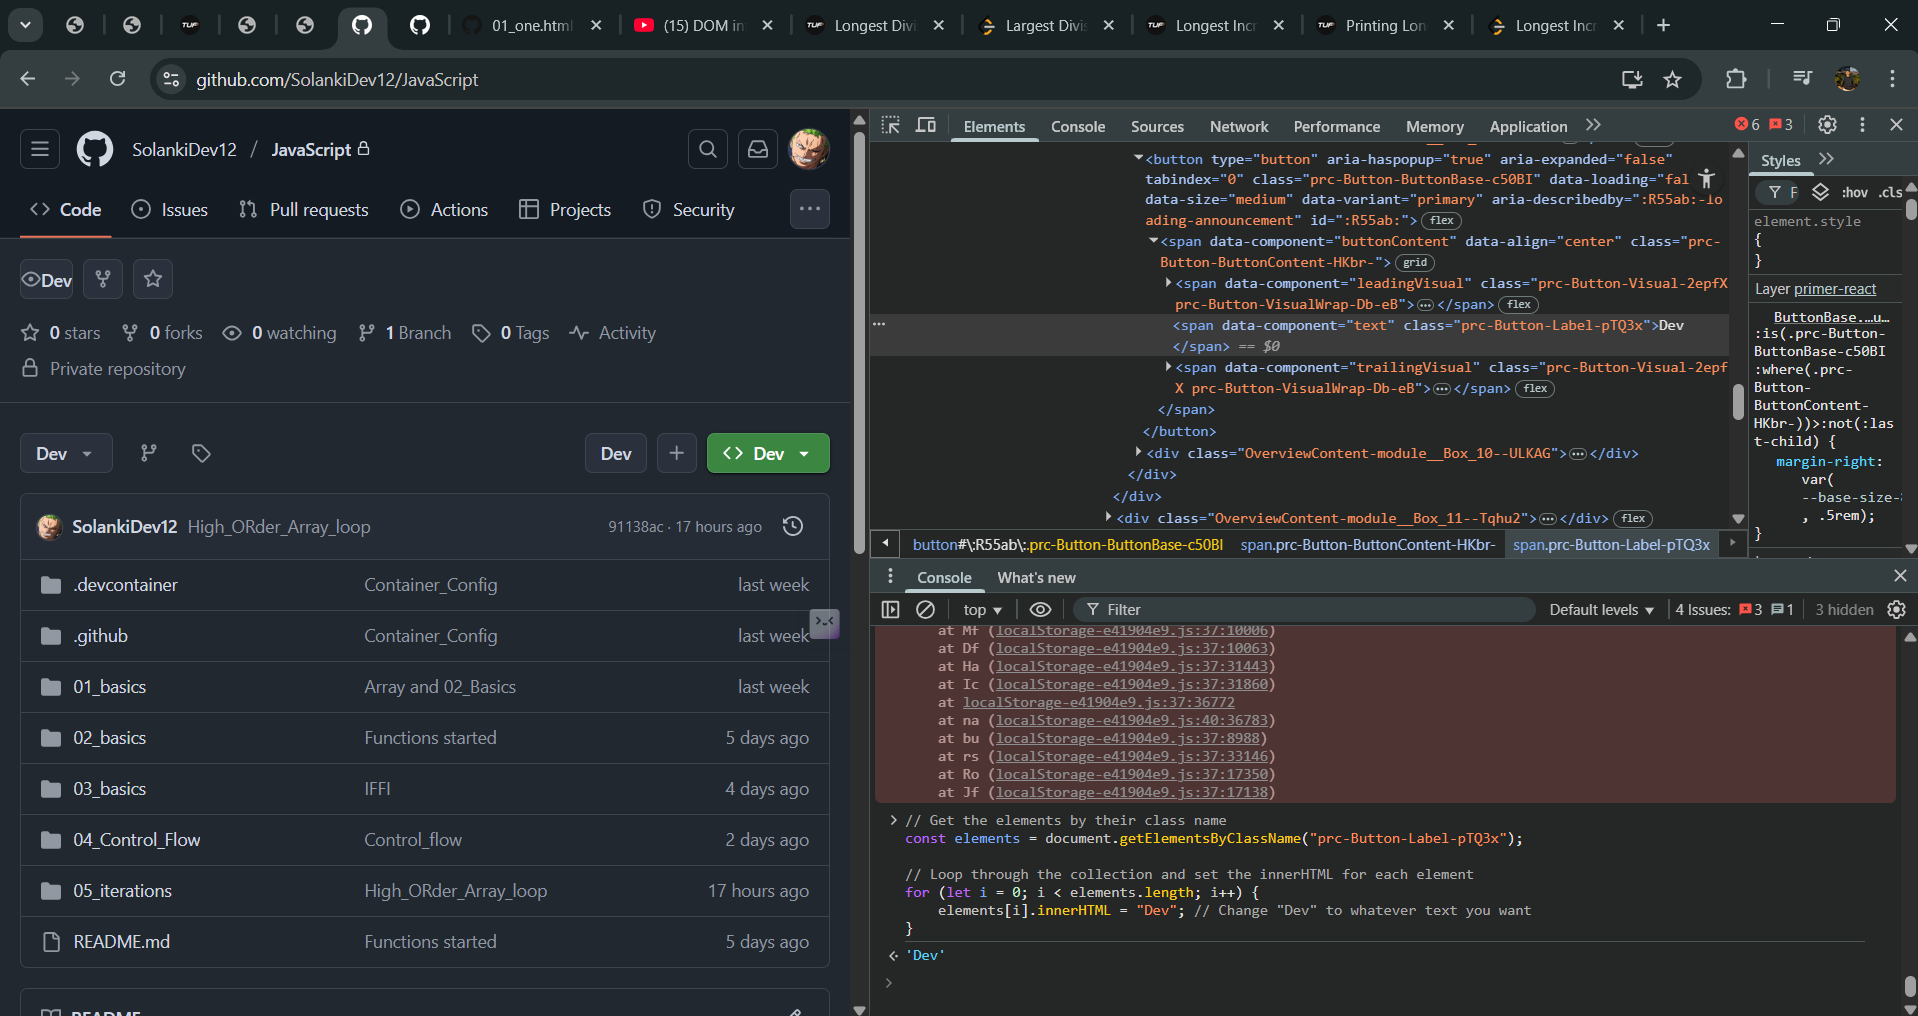 01_one.html
(15) DOM in
Longest Divi
Largest Divis
Longest Incr
Printing Lon
Longest Incr
github.com/SolankiDev12/JavaScript
SolankiDev12 / JavaScript
Code
Issues
Pull requests
Actions
Projects
Security
Dev
0 stars
0 forks
0 watching
1 Branch
0 Tags
Activity
Private repository
Dev
Dev
<> Dev
SolankiDev12 High_ORder_Array_loop 91138ac · 17 hours ago
.devcontainer Container_Config last week
.github Container_Config last week
01_basics Array and 02_Basics last week
02_basics Functions started 5 days ago
03_basics IFFI 4 days ago
04_Control_Flow Control_flow 2 days ago
05_iterations High_ORder_Array_loop 17 hours ago
README.md Functions started 5 days ago
README
Elements Console Sources Network Performance Memory Application 6 3
<button type="button" aria-haspopup="true" aria-expanded="false"
tabindex="0" class="prc-Button-ButtonBase-c50BI" data-loading="fal
data-size="medium" data-variant="primary" aria-describedby=":R55ab:-lo
ading-announcement" id=":R55ab:"> flex
<span data-component="buttonContent" data-align="center" class="prc-
Button-ButtonContent-HKbr-"> grid
<span data-component="leadingVisual" class="prc-Button-Visual-2epfX
prc-Button-VisualWrap-Db-eB">…</span> flex
<span data-component="text" class="prc-Button-Label-pTQ3x">Dev
</span> == $0
<span data-component="trailingVisual" class="prc-Button-Visual-2epf
X prc-Button-VisualWrap-Db-eB">…</span> flex
</span>
</button>
<div class="OverviewContent-module__Box_10--ULKAG">…</div>
</div>
</div>
<div class="OverviewContent-module__Box_11--Tqhu2">…</div> flex
button#\:R55ab\:.prc-Button-ButtonBase-c50BI span.prc-Button-ButtonContent-HKbr- span.prc-Button-Label-pTQ3x
Styles
F :hov .cls
element.style
{
}
Layer primer-react
ButtonBase.…u…
:is(.prc-Button-
ButtonBase-c50BI
:where(.prc-
Button-
ButtonContent-
HKbr-))>:not(:las
t-child) {
margin-right:
var(
--base-size-
, .5rem);
}
Console What's new
top Filter Default levels 4 Issues: 3 1 3 hidden
at Mf (localStorage-e41904e9.js:37:10006)
at Df (localStorage-e41904e9.js:37:10063)
at Ha (localStorage-e41904e9.js:37:31443)
at Ic (localStorage-e41904e9.js:37:31860)
at localStorage-e41904e9.js:37:36772
at na (localStorage-e41904e9.js:40:36783)
at bu (localStorage-e41904e9.js:37:8988)
at rs (localStorage-e41904e9.js:37:33146)
at Ro (localStorage-e41904e9.js:37:17350)
at Jf (localStorage-e41904e9.js:37:17138)
> // Get the elements by their class name
const elements = document.getElementsByClassName("prc-Button-Label-pTQ3x");
// Loop through the collection and set the innerHTML for each element
for (let i = 0; i < elements.length; i++) {
elements[i].innerHTML = "Dev"; // Change "Dev" to whatever text you want
}
'Dev'
>